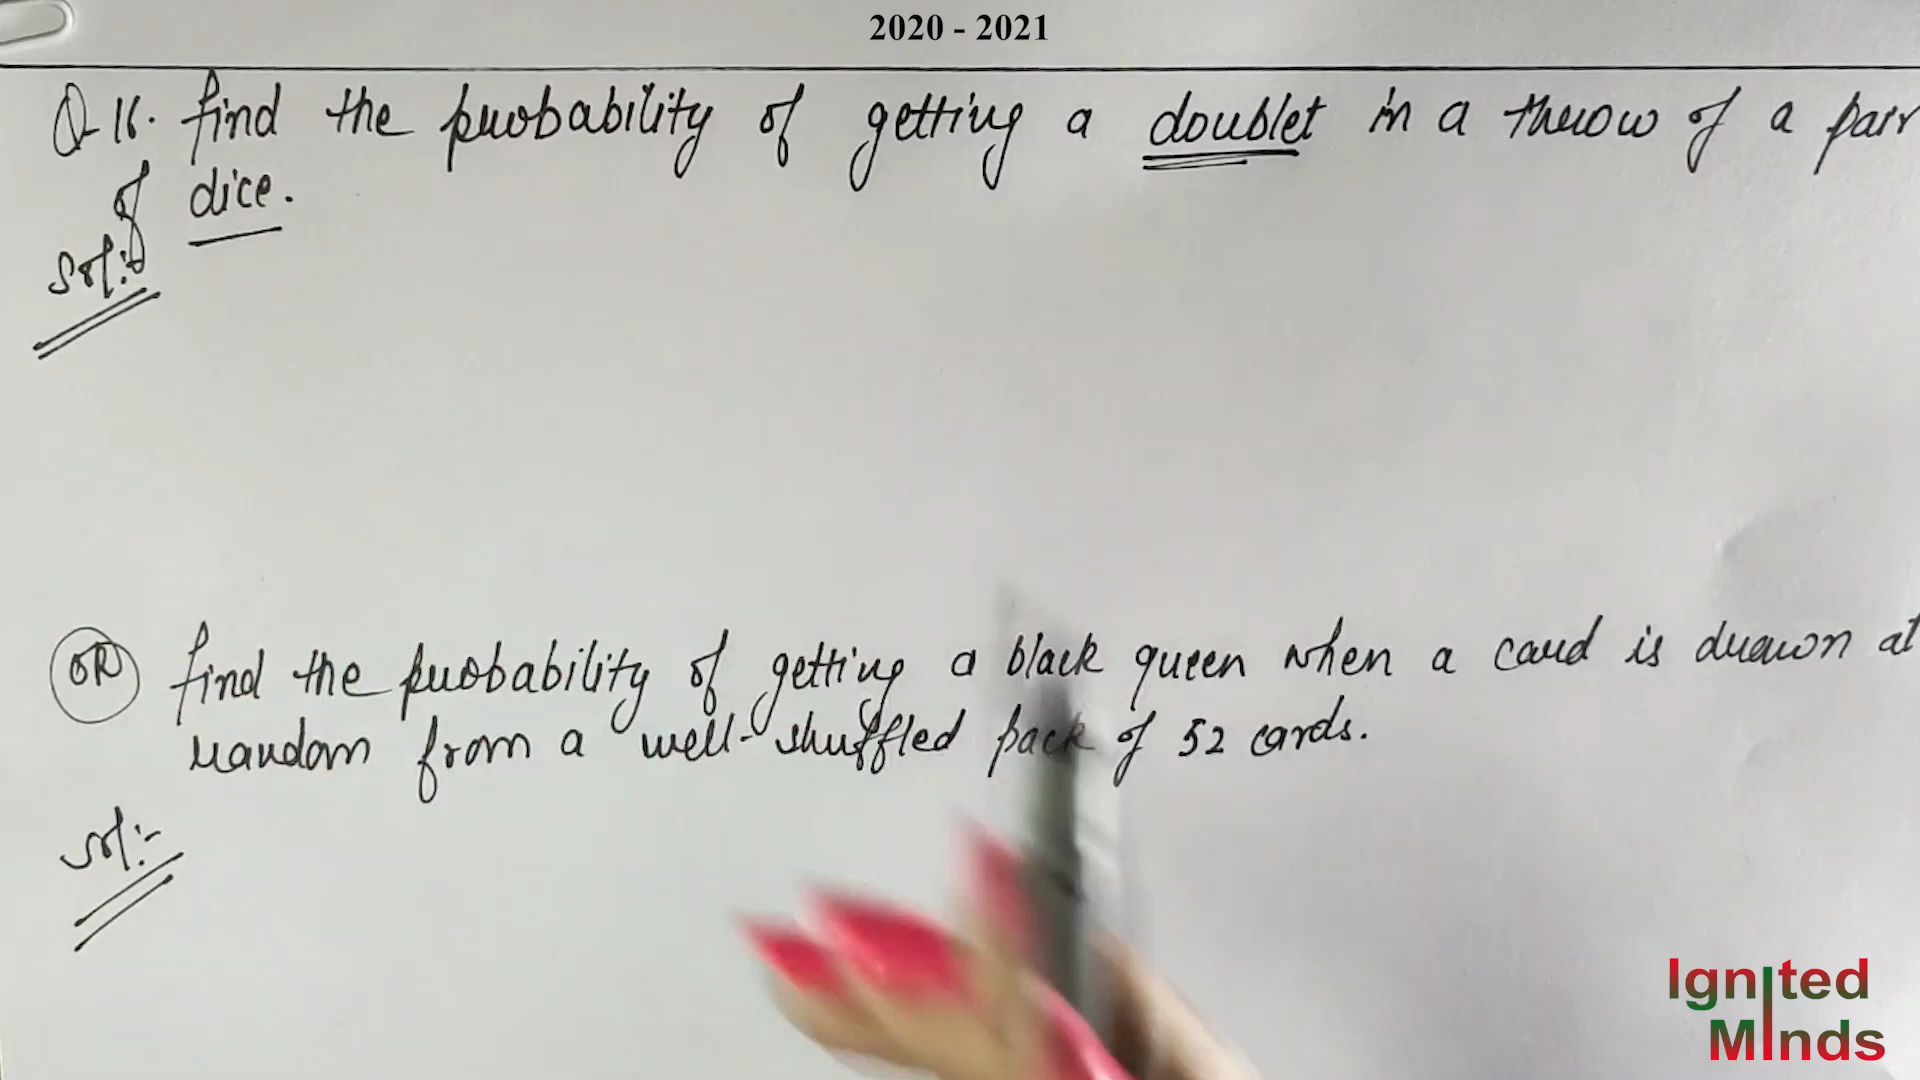 2020 - 2021
Q-16. find the probability of getting a doublet in a throw of a pair
of dice.
Sol:-
OR find the probability of getting a black queen when a card is drawn at
random from a well-shuffled pack of 52 cards.
Sol:-
Ignited
Minds